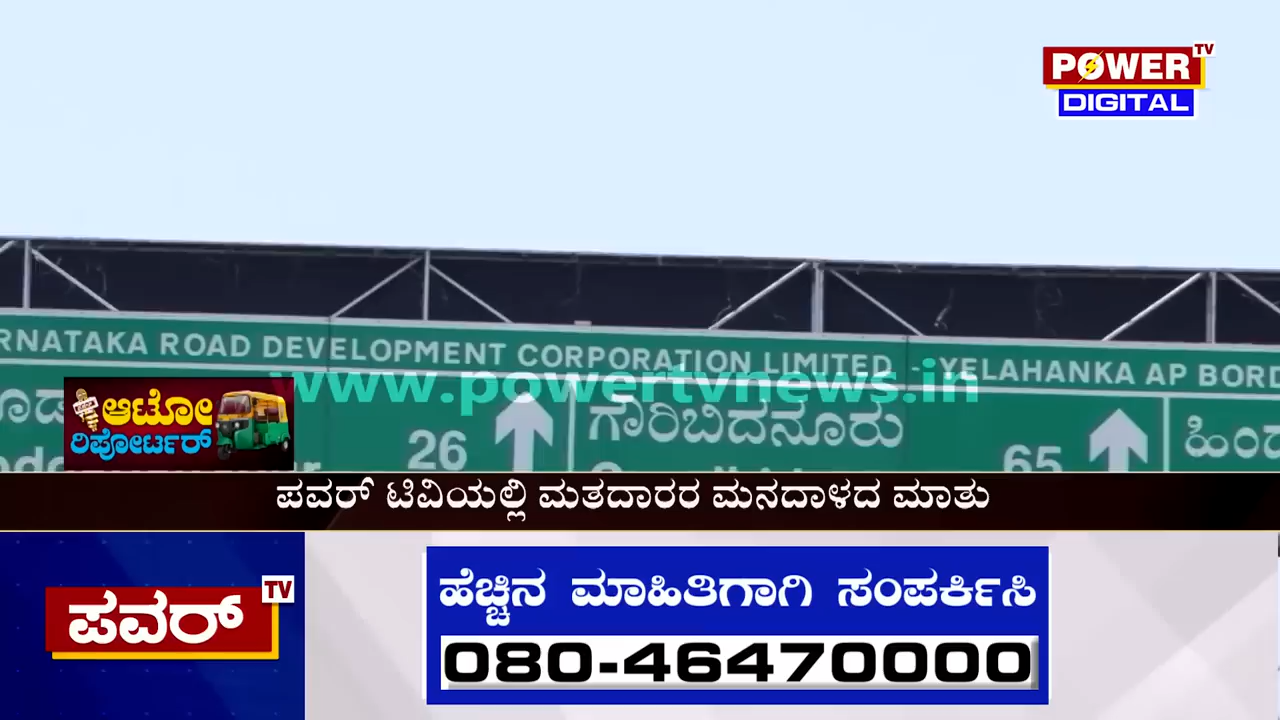 POWER TV
DIGITAL
RNATAKA ROAD DEVELOPMENT CORPORATION LIMITED - YELAHANKA AP BORD
www.powertvnews.in
ಆಟೋ
ರಿಪೋರ್ಟರ್
26
ಗೌರಿಬಿದನೂರು
65
ಹಿಂದ
ಪವರ್ ಟಿವಿಯಲ್ಲಿ ಮತದಾರರ ಮನದಾಳದ ಮಾತು
ಪವರ್ TV
ಹೆಚ್ಚಿನ ಮಾಹಿತಿಗಾಗಿ ಸಂಪರ್ಕಿಸಿ
080-46470000